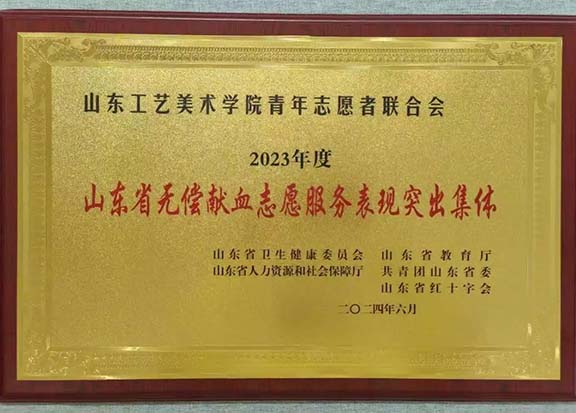 山东工艺美术学院青年志愿者联合会
2023年度
山东省无偿献血志愿服务表现突出集体
山东省卫生健康委员会 山东省教育厅
山东省人力资源和社会保障厅 共青团山东省委
山东省红十字会
二〇二四年六月